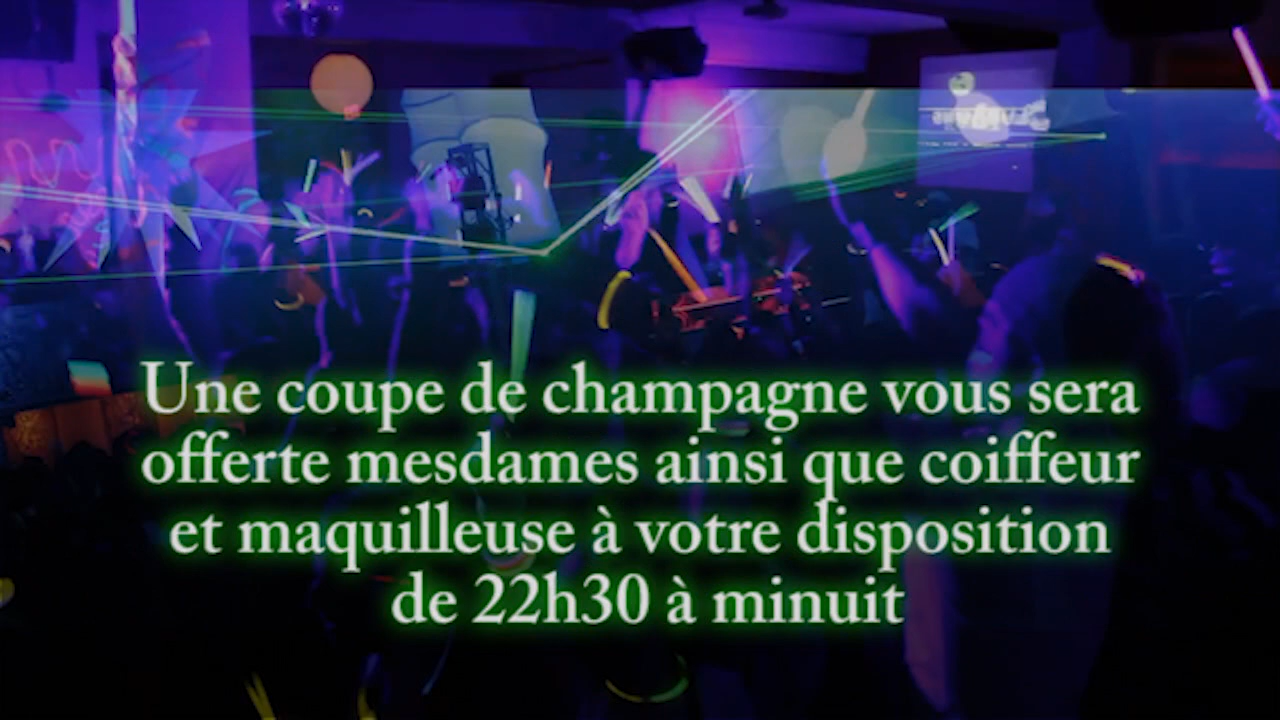 Une coupe de champagne vous sera
offerte mesdames ainsi que coiffeur
et maquilleuse à votre disposition
de 22h30 à minuit